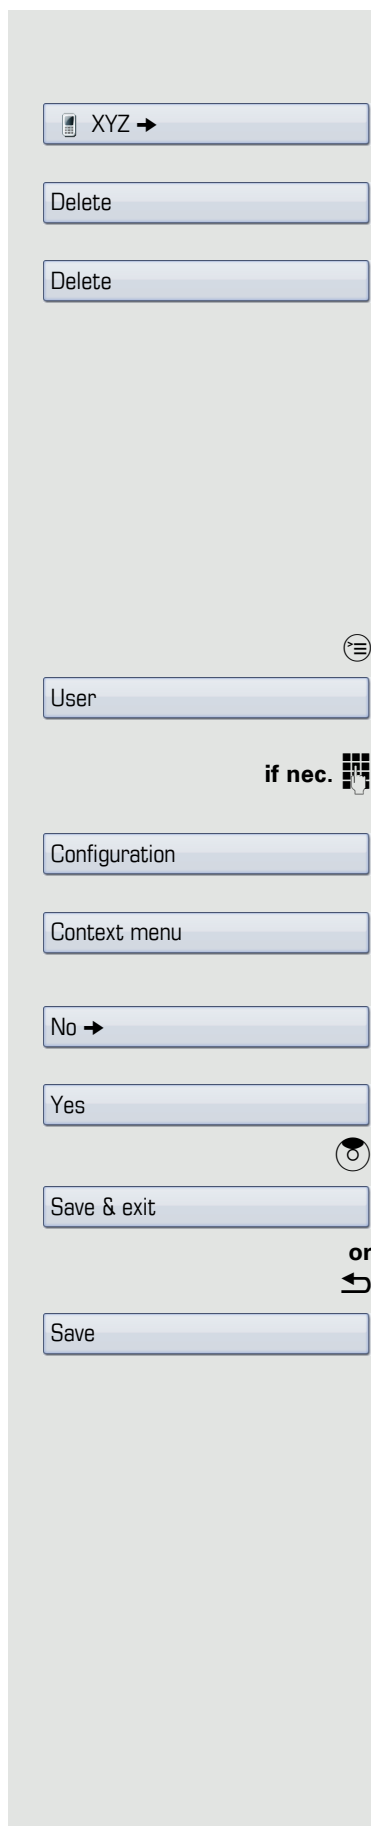 XYZ →
Delete
Delete
User
if nec.
Configuration
Context menu
No →
Yes
Save & exit
or
Save